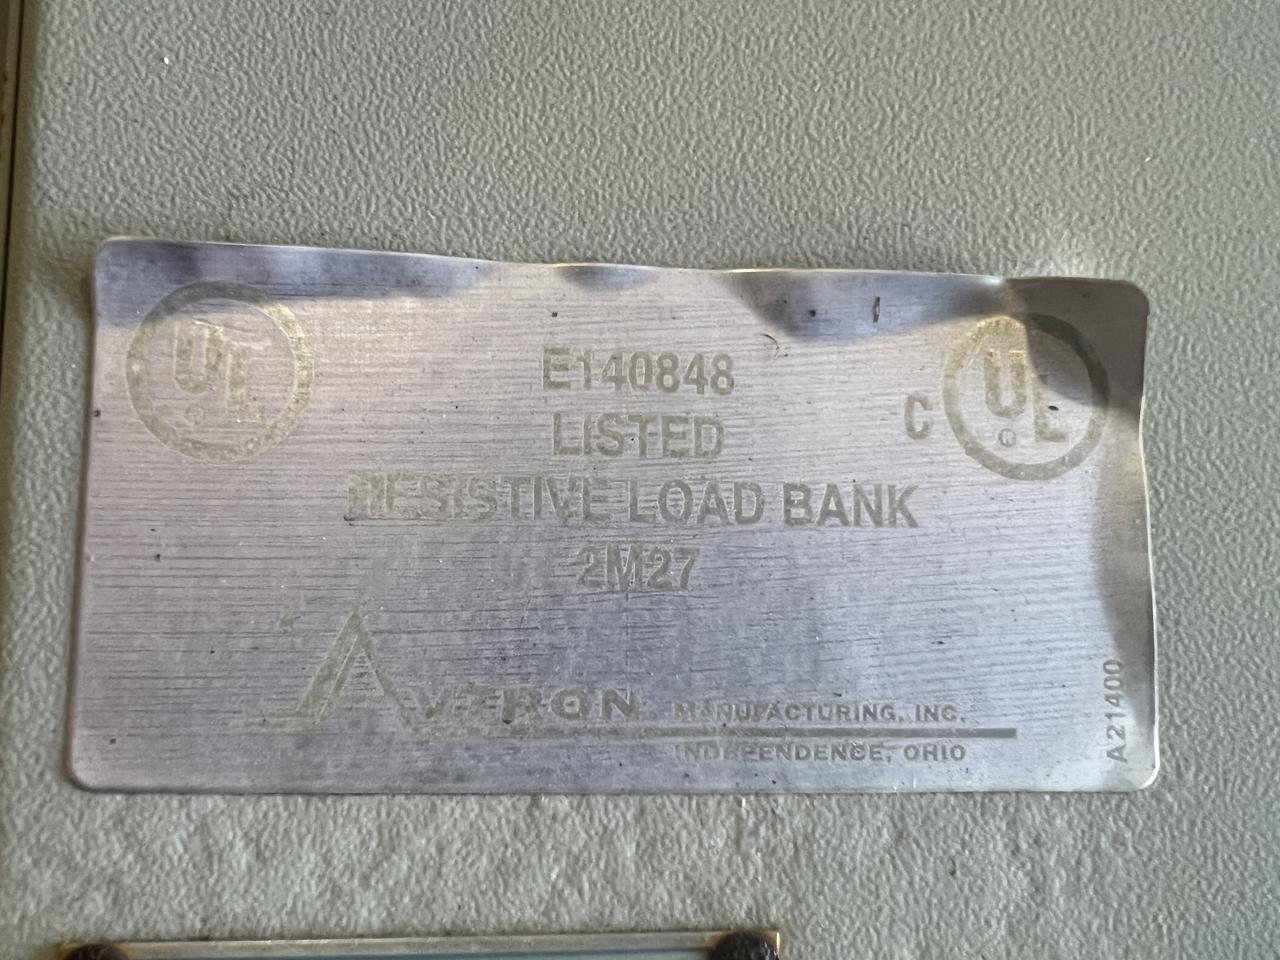 UL ®
E140848
LISTED
C UL ®
RESISTIVE LOAD BANK
2M27
AVTRON MANUFACTURING, INC.
INDEPENDENCE, OHIO
A21400